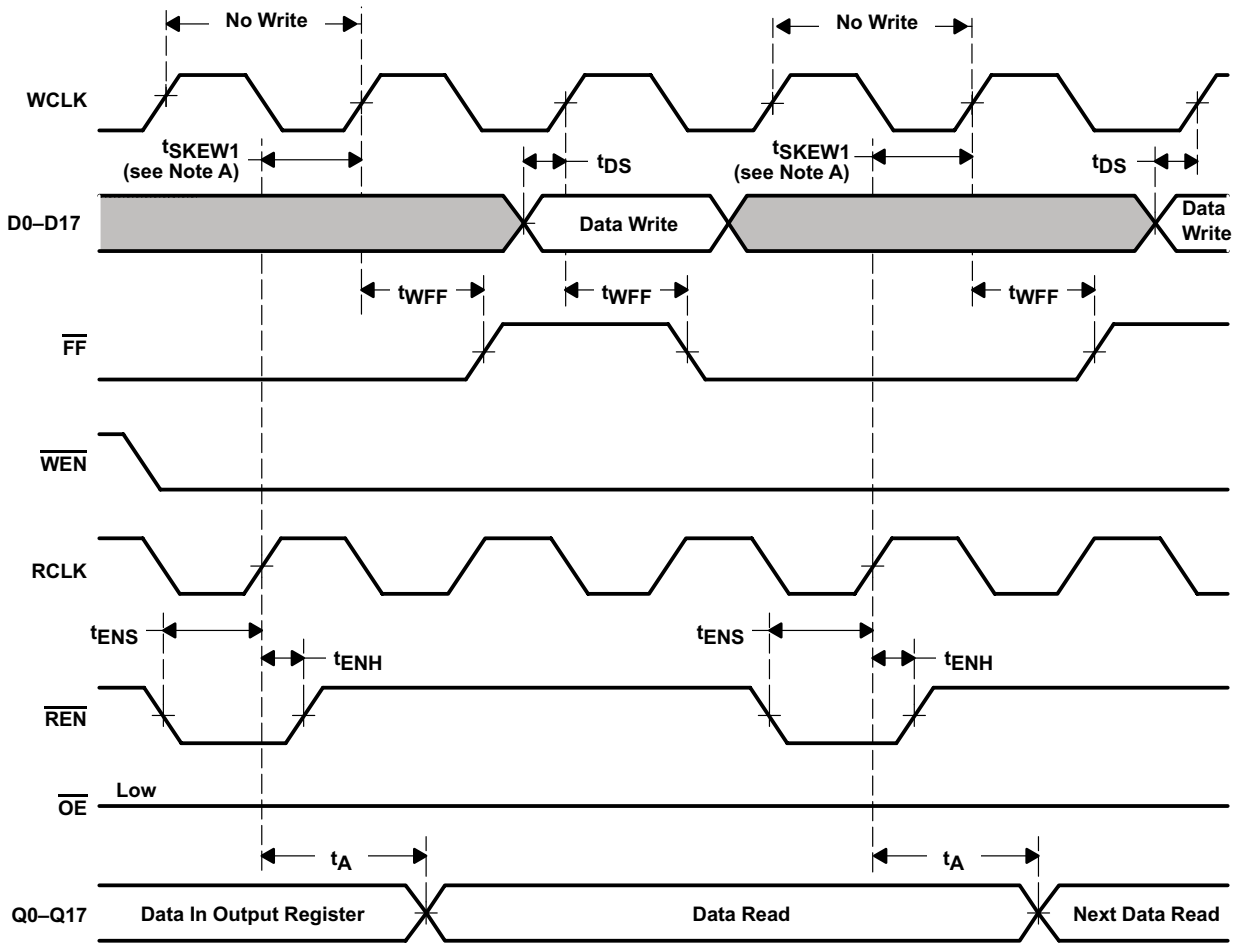 No Write
No Write
WCLK
tSKEW1
(see Note A)
tDS
tSKEW1
(see Note A)
tDS
D0–D17
Data Write
Data
Write
tWFF
tWFF
tWFF
FF
WEN
RCLK
tENS
tENH
tENS
tENH
REN
Low
OE
tA
tA
Q0–Q17
Data In Output Register
Data Read
Next Data Read